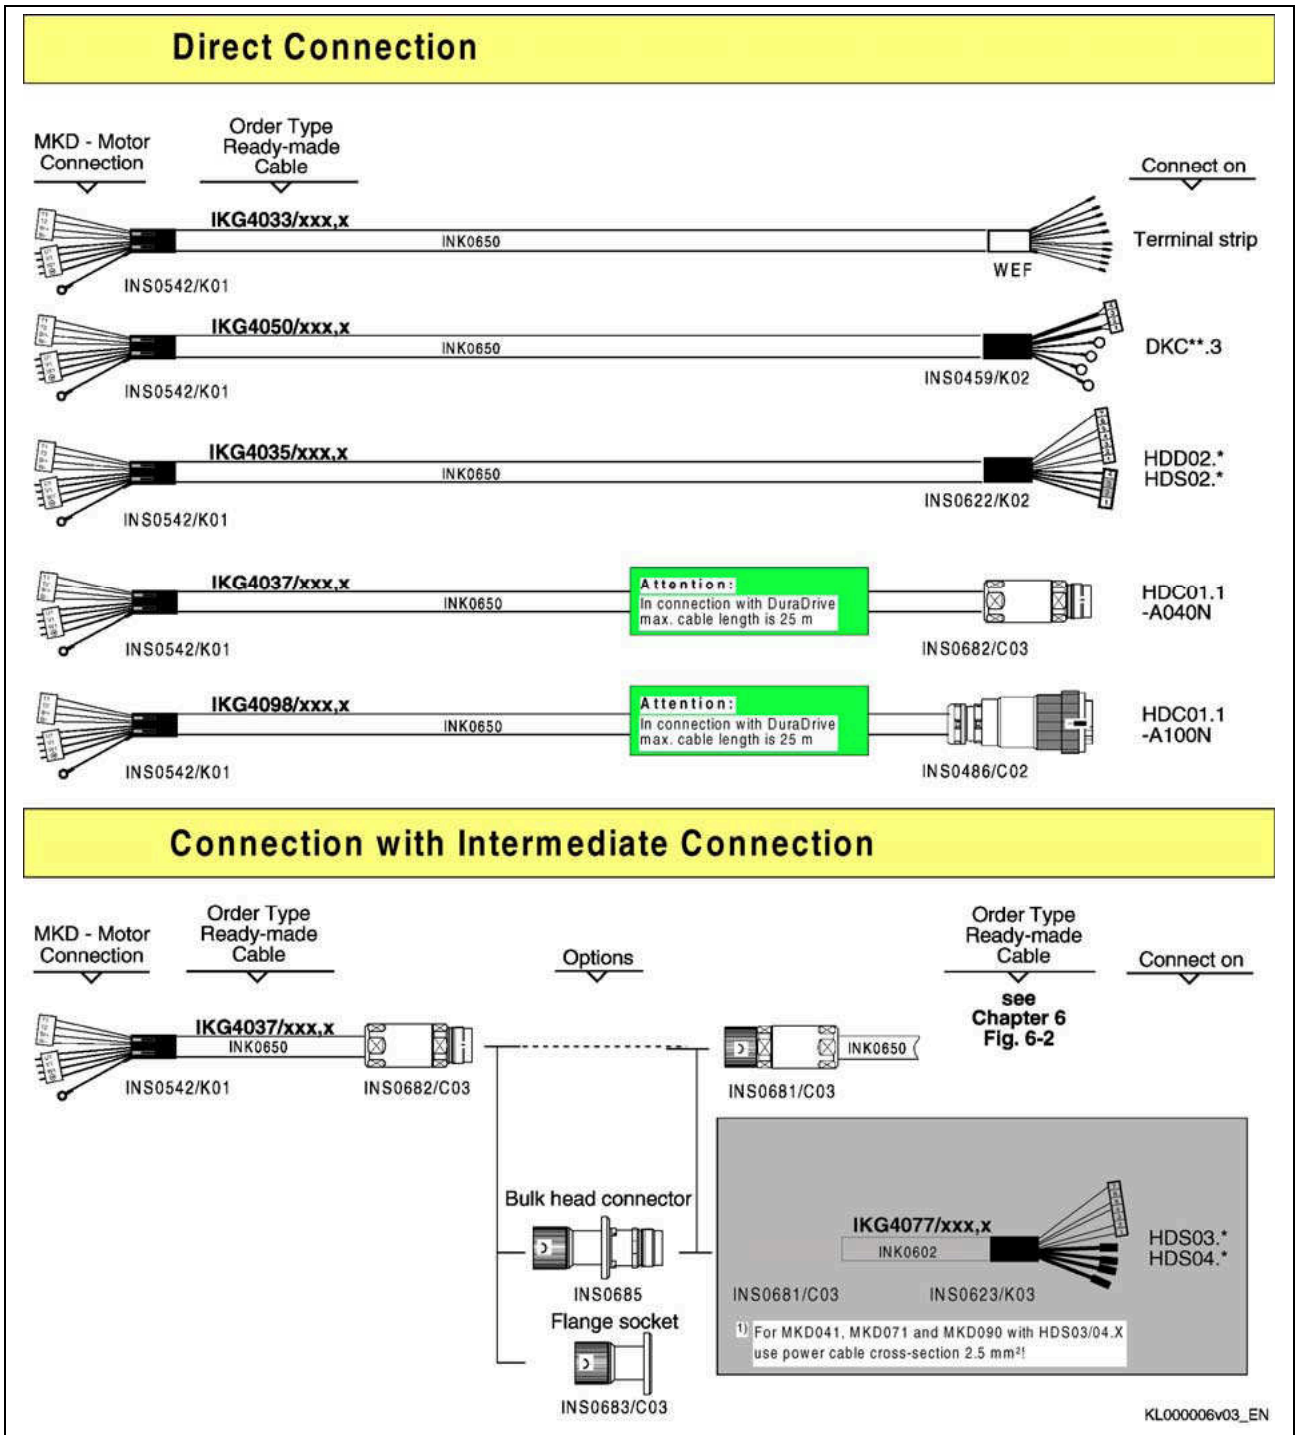 Direct Connection
MKD - Motor
Connection
Order Type
Ready-made
Cable
Connect on
IKG4033/xxx,x
INK0650
INS0542/K01
WEF
Terminal strip
IKG4050/xxx,x
INK0650
INS0542/K01
INS0459/K02
DKC**.3
IKG4035/xxx,x
INK0650
INS0542/K01
INS0622/K02
HDD02.*
HDS02.*
IKG4037/xxx,x
INK0650
INS0542/K01
Attention:
In connection with DuraDrive
max. cable length is 25 m
INS0682/C03
HDC01.1
-A040N
IKG4098/xxx,x
INK0650
INS0542/K01
Attention:
In connection with DuraDrive
max. cable length is 25 m
INS0486/C02
HDC01.1
-A100N
Connection with Intermediate Connection
MKD - Motor
Connection
Order Type
Ready-made
Cable
Options
Order Type
Ready-made
Cable
Connect on
see
Chapter 6
Fig. 6-2
IKG4037/xxx,x
INK0650
INS0542/K01
INS0682/C03
INK0650
INS0681/C03
Bulk head connector
INS0685
Flange socket
INS0683/C03
IKG4077/xxx,x
INK0602
INS0681/C03
INS0623/K03
HDS03.*
HDS04.*
1) For MKD041, MKD071 and MKD090 with HDS03/04.X
use power cable cross-section 2.5 mm²!
KL000006v03_EN